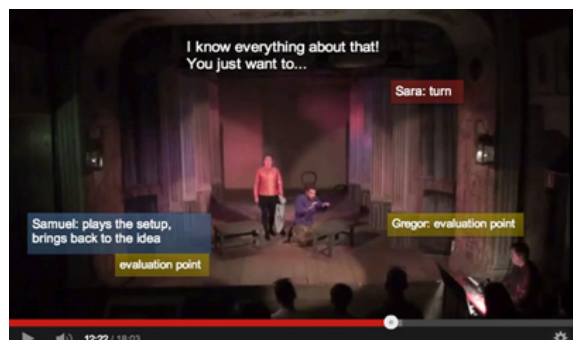 I know everything about that!
You just want to...
Sara: turn
Samuel: plays the setup,
brings back to the idea
Gregor: evaluation point
evaluation point
12:22 / 18:03